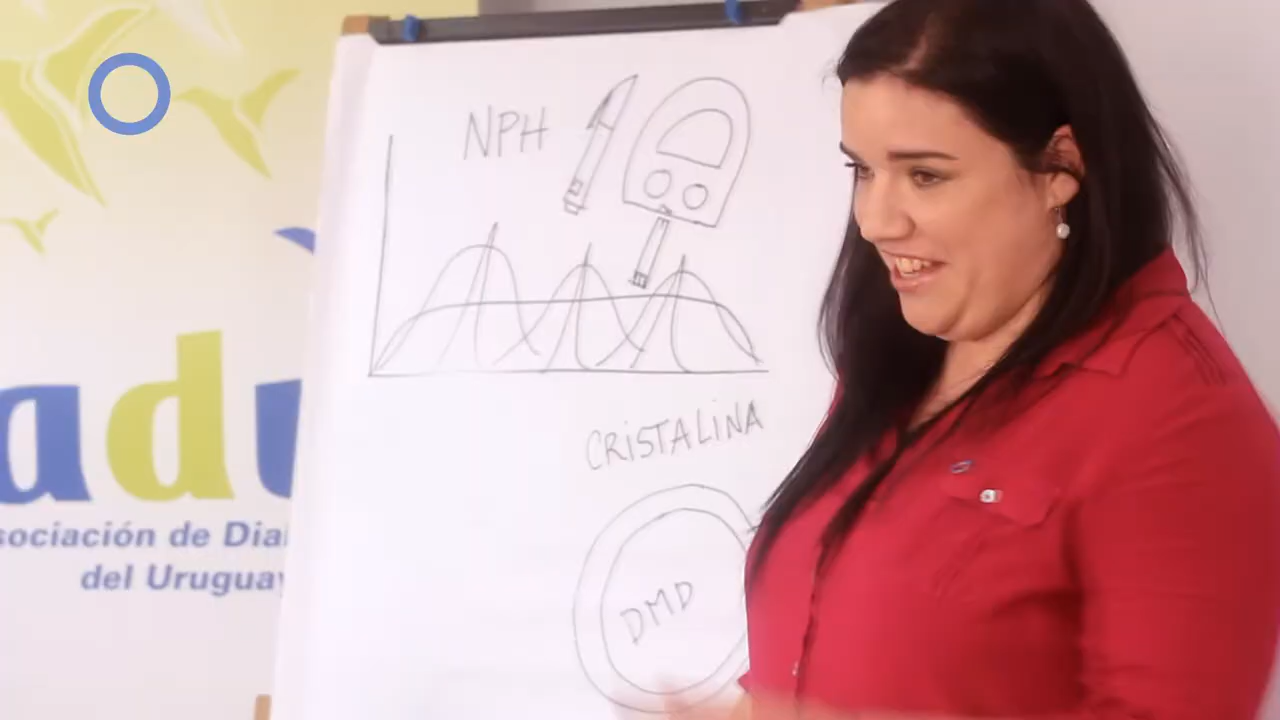 NPH
CRISTALINA
DMD
adu
sociación de Dia
del Uruguay